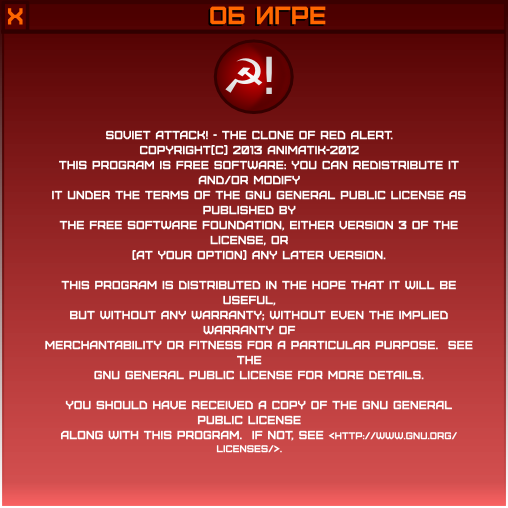 X
ОБ ИГРЕ
!
SOVIET ATTACK! - THE CLONE OF RED ALERT.
COPYRIGHT[C] 2013 ANIMATIK-2012
THIS PROGRAM IS FREE SOFTWARE: YOU CAN REDISTRIBUTE IT
AND/OR MODIFY
IT UNDER THE TERMS OF THE GNU GENERAL PUBLIC LICENSE AS
PUBLISHED BY
THE FREE SOFTWARE FOUNDATION, EITHER VERSION 3 OF THE
LICENSE, OR
[AT YOUR OPTION] ANY LATER VERSION.
THIS PROGRAM IS DISTRIBUTED IN THE HOPE THAT IT WILL BE
USEFUL,
BUT WITHOUT ANY WARRANTY; WITHOUT EVEN THE IMPLIED
WARRANTY OF
MERCHANTABILITY OR FITNESS FOR A PARTICULAR PURPOSE. SEE
THE
GNU GENERAL PUBLIC LICENSE FOR MORE DETAILS.
YOU SHOULD HAVE RECEIVED A COPY OF THE GNU GENERAL
PUBLIC LICENSE
ALONG WITH THIS PROGRAM. IF NOT, SEE <HTTP://WWW.GNU.ORG/
LICENSES/>.